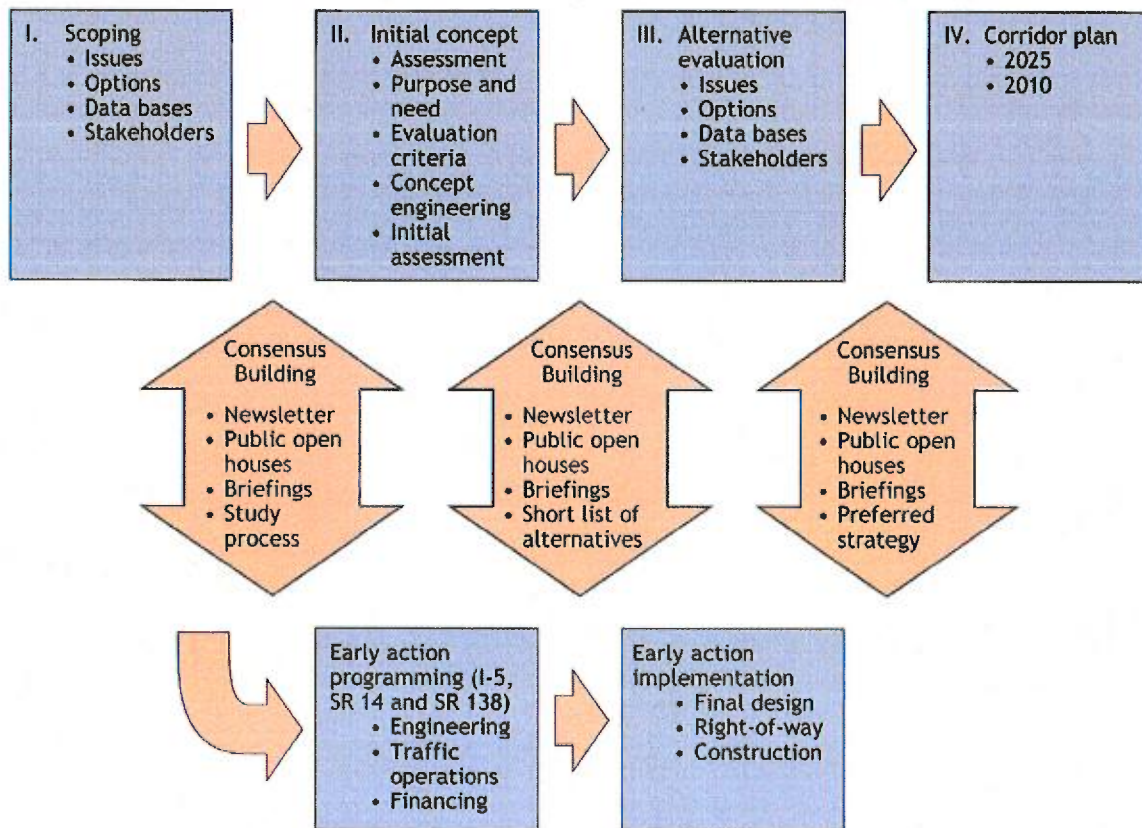 I. Scoping
• Issues
• Options
• Data bases
• Stakeholders
II. Initial concept
• Assessment
• Purpose and
need
• Evaluation
criteria
• Concept
engineering
• Initial
assessment
III. Alternative
evaluation
• Issues
• Options
• Data bases
• Stakeholders
IV. Corridor plan
• 2025
• 2010
Consensus
Building
• Newsletter
• Public open
houses
• Briefings
• Study
process
Consensus
Building
• Newsletter
• Public open
houses
• Briefings
• Short list of
alternatives
Consensus
Building
• Newsletter
• Public open
houses
• Briefings
• Preferred
strategy
Early action
programming (I-5,
SR 14 and SR 138)
• Engineering
• Traffic
operations
• Financing
Early action
implementation
• Final design
• Right-of-way
• Construction